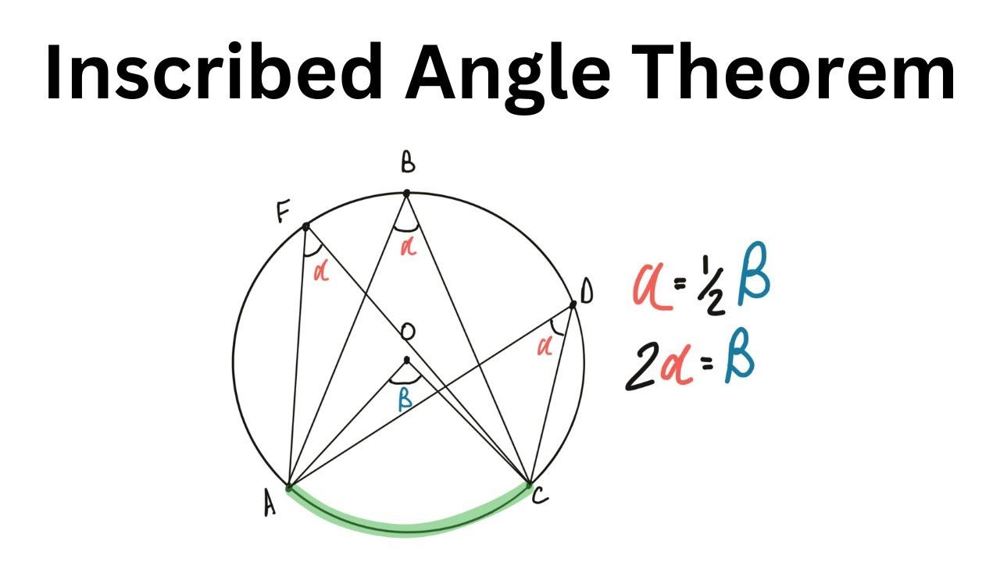 Inscribed Angle Theorem
B
F
α
α
D
α = ½ β
O
α
2α = β
β
A
C